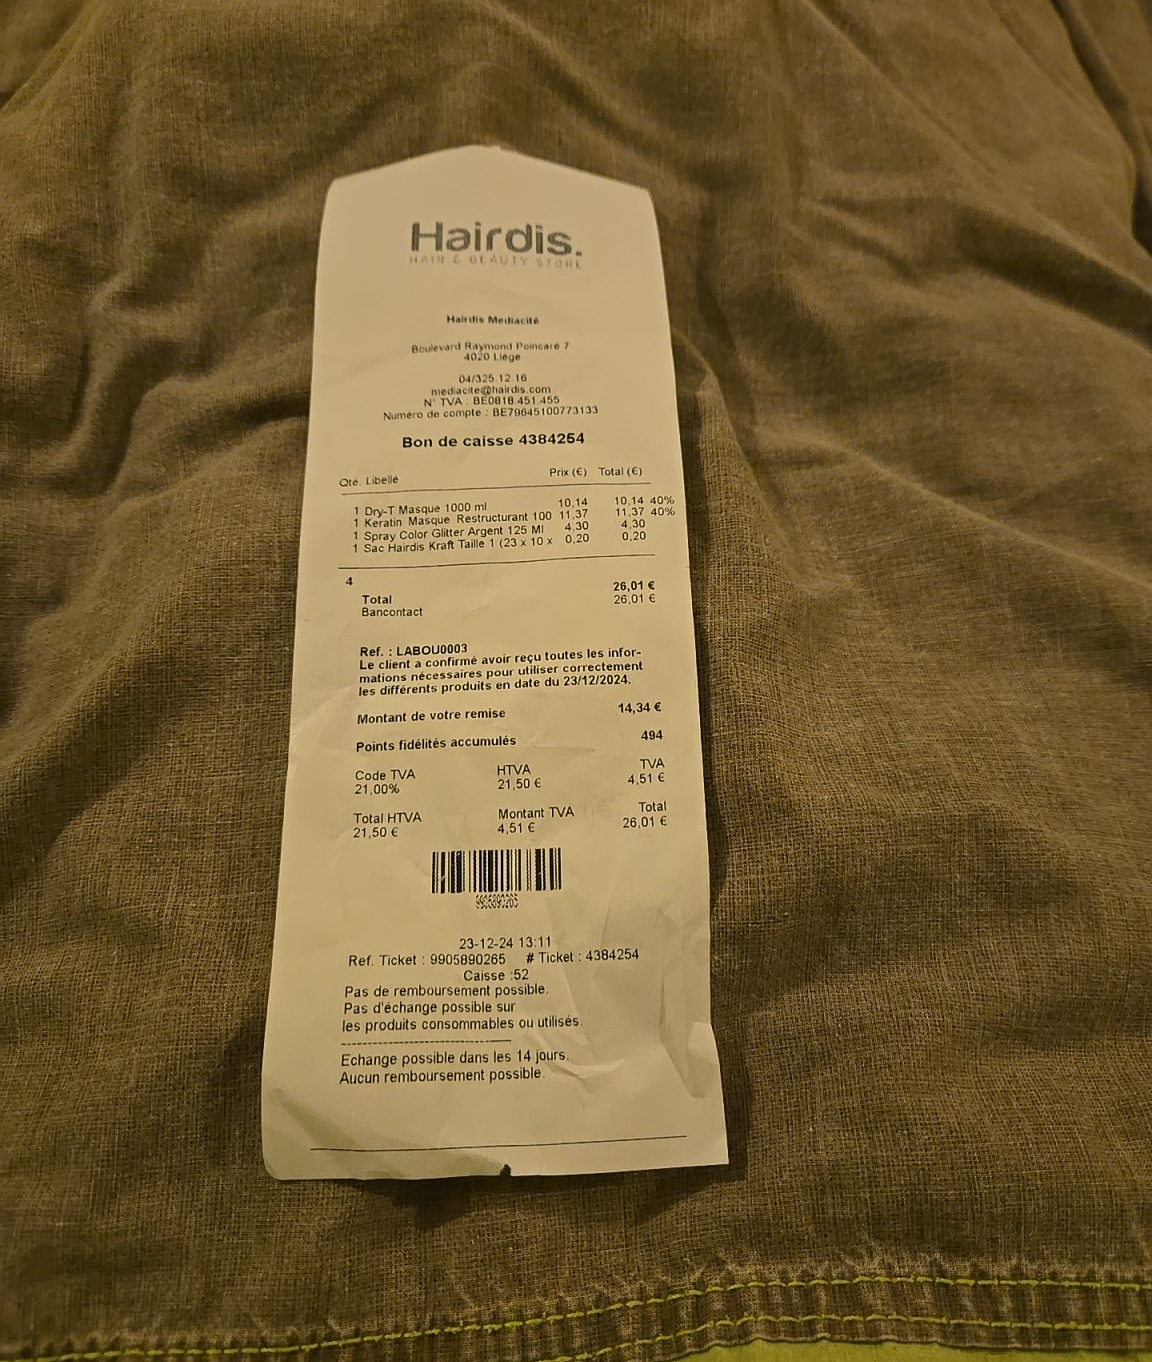 Hairdis.
HAIR & BEAUTY STORE
Hairdis Mediacité
Boulevard Raymond Poincaré 7
4020 Liège
04/325.12.16
mediacite@hairdis.com
N° TVA : BE0818.451.455
Numéro de compte : BE79645100773133
Bon de caisse 4384254
Qté. Libellé Prix (€) Total (€)
1 Dry-T Masque 1000 ml 10,14 10,14 40%
1 Keratin Masque Restructurant 100 11,37 11,37 40%
1 Spray Color Glitter Argent 125 Ml 4,30 4,30
1 Sac Hairdis Kraft Taille 1 (23 x 10 x 0,20 0,20
4
Total 26,01 €
Bancontact 26,01 €
Ref. : LABOU0003
Le client a confirmé avoir reçu toutes les infor-
mations nécessaires pour utiliser correctement
les différents produits en date du 23/12/2024.
Montant de votre remise 14,34 €
Points fidélités accumulés 494
Code TVA HTVA TVA
21,00% 21,50 € 4,51 €
Total HTVA Montant TVA Total
21,50 € 4,51 € 26,01 €
9905890265
23-12-24 13:11
Ref. Ticket : 9905890265 # Ticket : 4384254
Caisse :52
Pas de remboursement possible.
Pas d'échange possible sur
les produits consommables ou utilisés.
Echange possible dans les 14 jours.
Aucun remboursement possible.